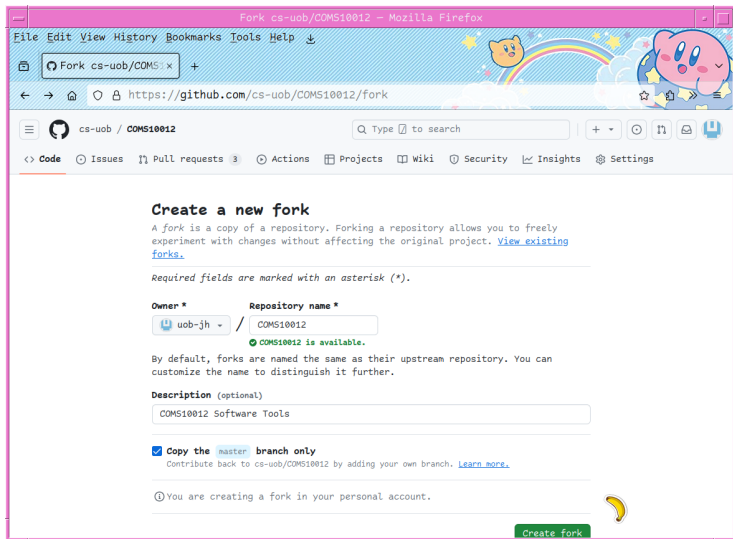 Fork cs-uob/COMS10012 — Mozilla Firefox
File Edit View History Bookmarks Tools Help
Fork cs-uob/COMS1 ×
+
https://github.com/cs-uob/COMS10012/fork
cs-uob / COMS10012
Type / to search
Code Issues Pull requests 3 Actions Projects Wiki Security Insights Settings
Create a new fork
A fork is a copy of a repository. Forking a repository allows you to freely
experiment with changes without affecting the original project. View existing
forks.
Required fields are marked with an asterisk (*).
Owner * Repository name *
uob-jh / COMS10012
COMS10012 is available.
By default, forks are named the same as their upstream repository. You can
customize the name to distinguish it further.
Description (optional)
COMS10012 Software Tools
Copy the master branch only
Contribute back to cs-uob/COMS10012 by adding your own branch. Learn more.
You are creating a fork in your personal account.
Create fork